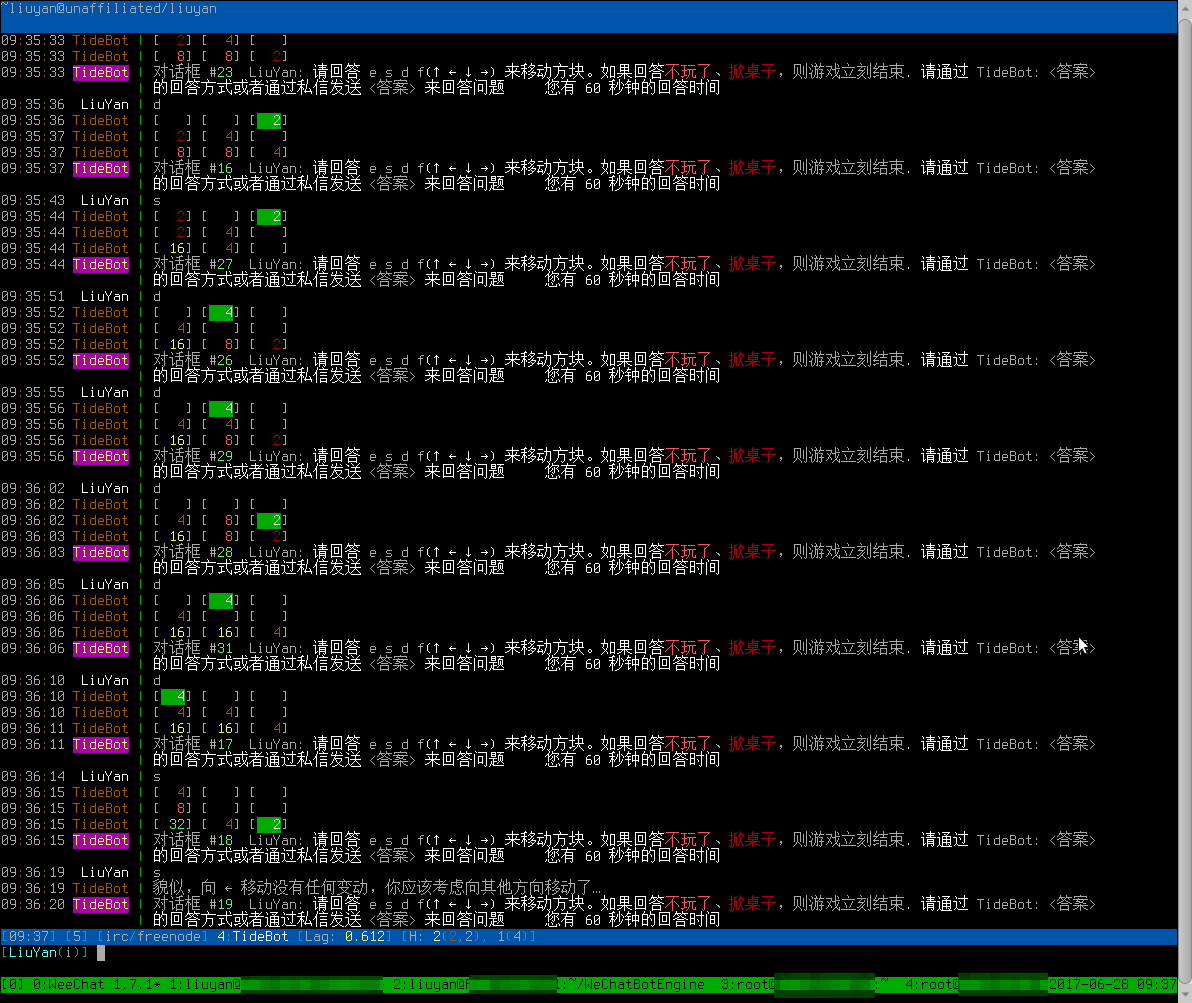 ~liuyan@unaffiliated/liuyan
09:35:33 TideBot | [  2] [  4] [   ]
09:35:33 TideBot | [  8] [  8] [  2]
09:35:33 TideBot | 对话框 #23  LiuYan: 请回答 e s d f(↑ ← ↓ →) 来移动方块。如果回答不玩了、掀桌子，则游戏立刻结束. 请通过 TideBot: <答案>
| 的回答方式或者通过私信发送 <答案> 来回答问题     您有 60 秒钟的回答时间
09:35:36  LiuYan | d
09:35:36 TideBot | [   ] [   ] [  2]
09:35:37 TideBot | [  2] [  4] [   ]
09:35:37 TideBot | [  8] [  8] [  4]
09:35:37 TideBot | 对话框 #16  LiuYan: 请回答 e s d f(↑ ← ↓ →) 来移动方块。如果回答不玩了、掀桌子，则游戏立刻结束. 请通过 TideBot: <答案>
| 的回答方式或者通过私信发送 <答案> 来回答问题     您有 60 秒钟的回答时间
09:35:43  LiuYan | s
09:35:44 TideBot | [  2] [   ] [  2]
09:35:44 TideBot | [  2] [  4] [   ]
09:35:44 TideBot | [ 16] [  4] [   ]
09:35:44 TideBot | 对话框 #27  LiuYan: 请回答 e s d f(↑ ← ↓ →) 来移动方块。如果回答不玩了、掀桌子，则游戏立刻结束. 请通过 TideBot: <答案>
| 的回答方式或者通过私信发送 <答案> 来回答问题     您有 60 秒钟的回答时间
09:35:51  LiuYan | d
09:35:52 TideBot | [   ] [  4] [   ]
09:35:52 TideBot | [  4] [   ] [   ]
09:35:52 TideBot | [ 16] [  8] [  2]
09:35:52 TideBot | 对话框 #26  LiuYan: 请回答 e s d f(↑ ← ↓ →) 来移动方块。如果回答不玩了、掀桌子，则游戏立刻结束. 请通过 TideBot: <答案>
| 的回答方式或者通过私信发送 <答案> 来回答问题     您有 60 秒钟的回答时间
09:35:55  LiuYan | d
09:35:56 TideBot | [   ] [  4] [   ]
09:35:56 TideBot | [  4] [  4] [   ]
09:35:56 TideBot | [ 16] [  8] [  2]
09:35:56 TideBot | 对话框 #29  LiuYan: 请回答 e s d f(↑ ← ↓ →) 来移动方块。如果回答不玩了、掀桌子，则游戏立刻结束. 请通过 TideBot: <答案>
| 的回答方式或者通过私信发送 <答案> 来回答问题     您有 60 秒钟的回答时间
09:36:02  LiuYan | d
09:36:02 TideBot | [   ] [   ] [   ]
09:36:02 TideBot | [  4] [  8] [  2]
09:36:03 TideBot | [ 16] [  8] [  2]
09:36:03 TideBot | 对话框 #28  LiuYan: 请回答 e s d f(↑ ← ↓ →) 来移动方块。如果回答不玩了、掀桌子，则游戏立刻结束. 请通过 TideBot: <答案>
| 的回答方式或者通过私信发送 <答案> 来回答问题     您有 60 秒钟的回答时间
09:36:05  LiuYan | d
09:36:06 TideBot | [   ] [  4] [   ]
09:36:06 TideBot | [  4] [   ] [   ]
09:36:06 TideBot | [ 16] [ 16] [  4]
09:36:06 TideBot | 对话框 #31  LiuYan: 请回答 e s d f(↑ ← ↓ →) 来移动方块。如果回答不玩了、掀桌子，则游戏立刻结束. 请通过 TideBot: <答案>
| 的回答方式或者通过私信发送 <答案> 来回答问题     您有 60 秒钟的回答时间
09:36:10  LiuYan | d
09:36:10 TideBot | [  4] [   ] [   ]
09:36:10 TideBot | [  4] [  4] [   ]
09:36:11 TideBot | [ 16] [ 16] [  4]
09:36:11 TideBot | 对话框 #17  LiuYan: 请回答 e s d f(↑ ← ↓ →) 来移动方块。如果回答不玩了、掀桌子，则游戏立刻结束. 请通过 TideBot: <答案>
| 的回答方式或者通过私信发送 <答案> 来回答问题     您有 60 秒钟的回答时间
09:36:14  LiuYan | s
09:36:15 TideBot | [  4] [   ] [   ]
09:36:15 TideBot | [  8] [   ] [   ]
09:36:15 TideBot | [ 32] [  4] [  2]
09:36:15 TideBot | 对话框 #18  LiuYan: 请回答 e s d f(↑ ← ↓ →) 来移动方块。如果回答不玩了、掀桌子，则游戏立刻结束. 请通过 TideBot: <答案>
| 的回答方式或者通过私信发送 <答案> 来回答问题     您有 60 秒钟的回答时间
09:36:19  LiuYan | s
09:36:19 TideBot | 貌似，向 ← 移动没有任何变动，你应该考虑向其他方向移动了…
09:36:20 TideBot | 对话框 #19  LiuYan: 请回答 e s d f(↑ ← ↓ →) 来移动方块。如果回答不玩了、掀桌子，则游戏立刻结束. 请通过 TideBot: <答案>
| 的回答方式或者通过私信发送 <答案> 来回答问题     您有 60 秒钟的回答时间
[09:37] [5] [irc/freenode] 4:TideBot [Lag: 0.612] [H: 2(2,2), 1(4)]
[LiuYan(i)]
[0] 0:WeeChat 1.7.1* 1:liuyan@ 2:liuyan@ 1:~/WeChatBotEngine  3:root@ :~  4:root@ 2017-06-28 09:37